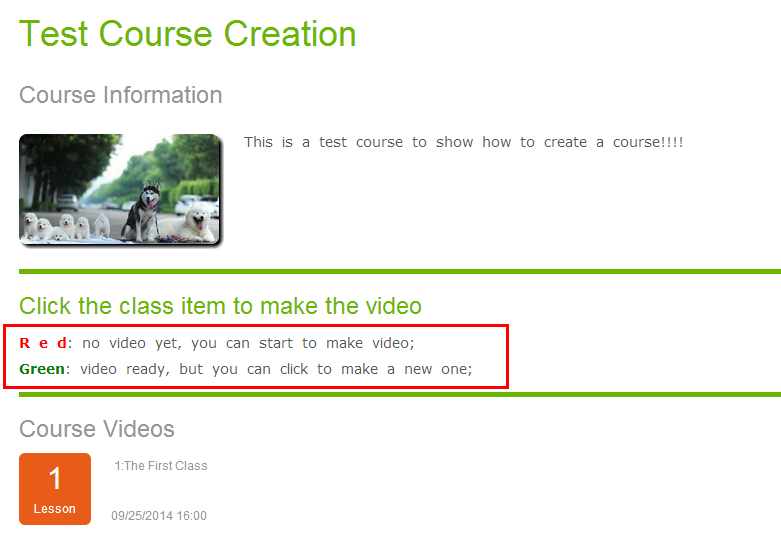 Test Course Creation
Course Information
This is a test course to show how to create a course!!!!
Click the class item to make the video
R e d: no video yet, you can start to make video;
Green: video ready, but you can click to make a new one;
Course Videos
1
Lesson
1:The First Class
09/25/2014 16:00